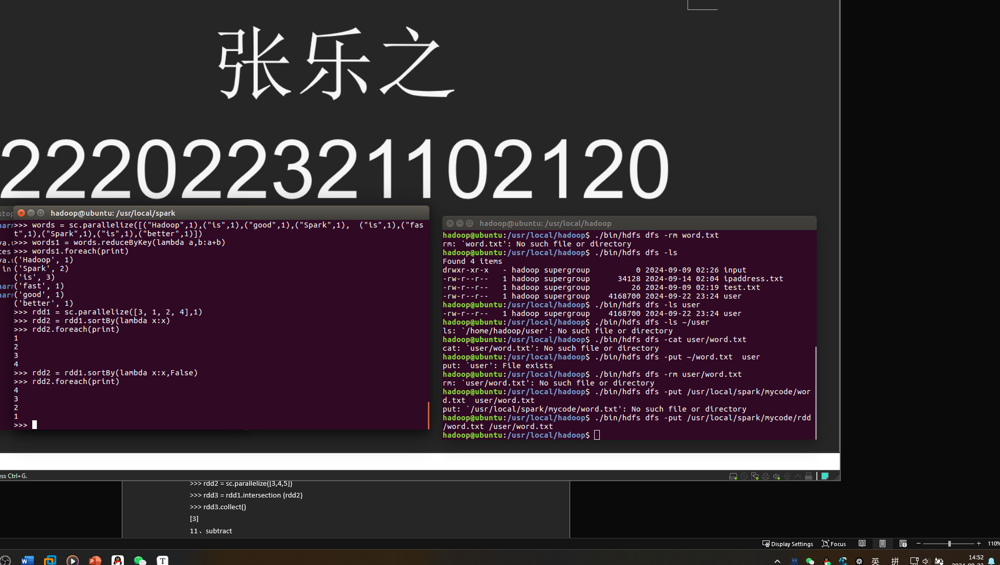 张乐之
222022321102120
hadoop@ubuntu: /usr/local/spark
>>> words = sc.parallelize([("Hadoop",1),("is",1),("good",1),("Spark",1),  ("is",1),("fas
t",1),("Spark",1),("is",1),("better",1)])
>>> words1 = words.reduceByKey(lambda a,b:a+b)
>>> words1.foreach(print)
('Hadoop', 1)
('Spark', 2)
('is', 3)
('fast', 1)
('good', 1)
('better', 1)
>>> rdd1 = sc.parallelize([3, 1, 2, 4],1)
>>> rdd2 = rdd1.sortBy(lambda x:x)
>>> rdd2.foreach(print)
1
2
3
4
>>> rdd2 = rdd1.sortBy(lambda x:x,False)
>>> rdd2.foreach(print)
4
3
2
1
>>>
hadoop@ubuntu: /usr/local/hadoop
hadoop@ubuntu:/usr/local/hadoop$ ./bin/hdfs dfs -rm word.txt
rm: `word.txt': No such file or directory
hadoop@ubuntu:/usr/local/hadoop$ ./bin/hdfs dfs -ls
Found 4 items
drwxr-xr-x   - hadoop supergroup          0 2024-09-09 02:26 input
-rw-r--r--   1 hadoop supergroup      34128 2024-09-14 02:04 ipaddress.txt
-rw-r--r--   1 hadoop supergroup         26 2024-09-09 02:19 test.txt
-rw-r--r--   1 hadoop supergroup    4168700 2024-09-22 23:24 user
hadoop@ubuntu:/usr/local/hadoop$ ./bin/hdfs dfs -ls user
-rw-r--r--   1 hadoop supergroup    4168700 2024-09-22 23:24 user
hadoop@ubuntu:/usr/local/hadoop$ ./bin/hdfs dfs -ls ~/user
ls: `/home/hadoop/user': No such file or directory
hadoop@ubuntu:/usr/local/hadoop$ ./bin/hdfs dfs -cat user/word.txt
cat: `user/word.txt': No such file or directory
hadoop@ubuntu:/usr/local/hadoop$ ./bin/hdfs dfs -put ~/word.txt  user
put: `user': File exists
hadoop@ubuntu:/usr/local/hadoop$ ./bin/hdfs dfs -rm user/word.txt
rm: `user/word.txt': No such file or directory
hadoop@ubuntu:/usr/local/hadoop$ ./bin/hdfs dfs -put /usr/local/spark/mycode/wor
d.txt  user/word.txt
put: `/usr/local/spark/mycode/word.txt': No such file or directory
hadoop@ubuntu:/usr/local/hadoop$ ./bin/hdfs dfs -put /usr/local/spark/mycode/rdd
/word.txt /user/word.txt
hadoop@ubuntu:/usr/local/hadoop$
ess Ctrl+G.
>>> rdd2 = sc.parallelize([3,4,5])
>>> rdd3 = rdd1.intersection (rdd2)
>>> rdd3.collect()
[3]
11、subtract
Display Settings
Focus
110%
英
拼
14:52